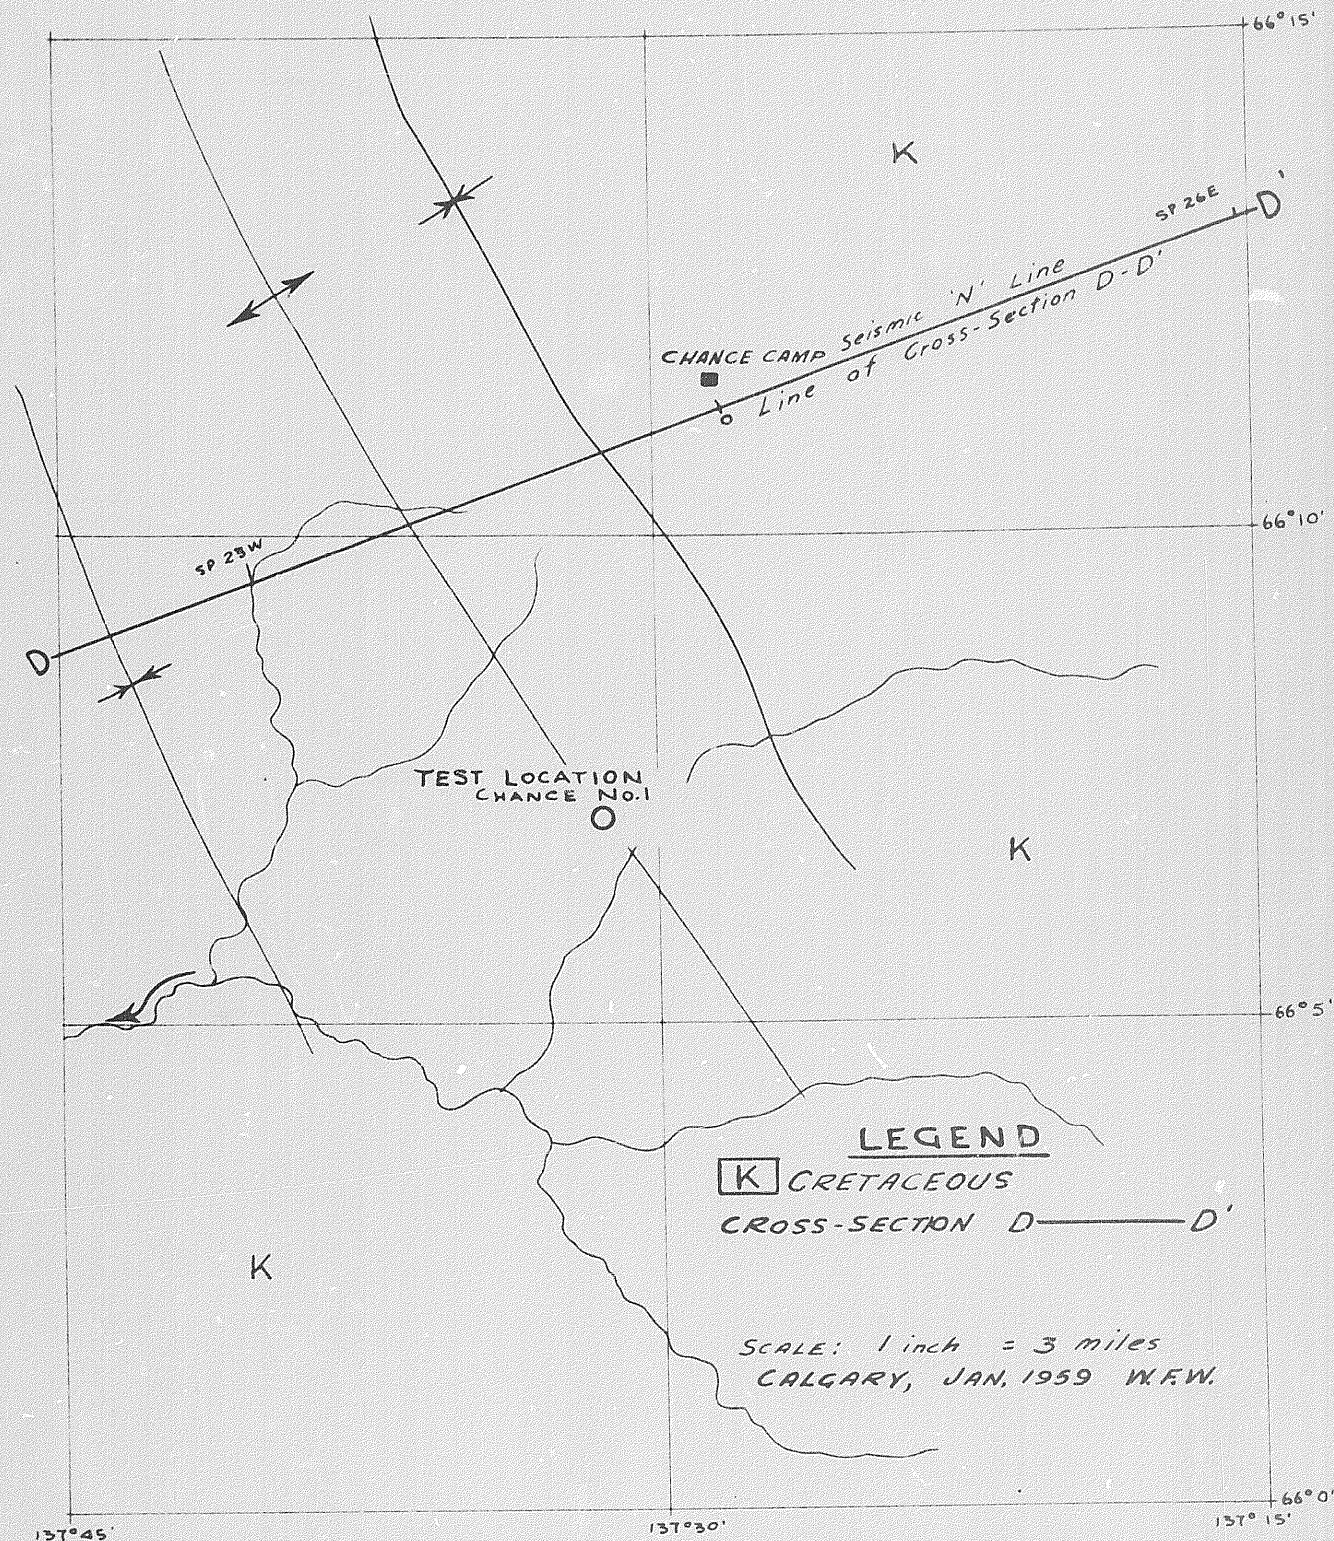 66° 15'
K
SP 26E
D'
Seismic 'N' Line
Line of Cross-Section D-D'
CHANCE CAMP
O
66° 10'
SP 23W
D
TEST LOCATION
CHANCE No.1
K
66° 5'
LEGEND
K CRETACEOUS
CROSS-SECTION D D'
K
SCALE: 1 inch = 3 miles
CALGARY, JAN. 1959 W.F.W.
66° 0'
137° 45'
137° 30'
137° 15'